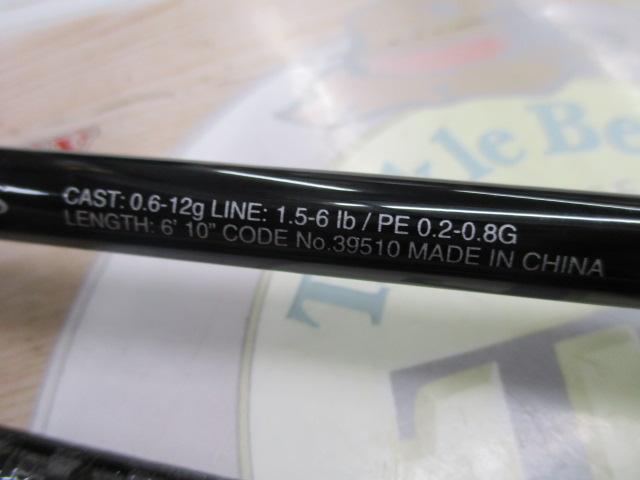 CAST: 0.6-12g LINE: 1.5-6 lb / PE 0.2-0.8G
LENGTH: 6' 10" CODE No.39510 MADE IN CHINA